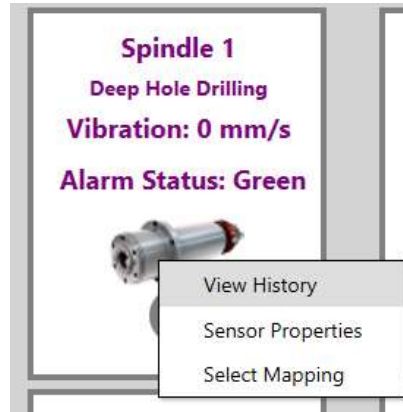 Spindle 1
Deep Hole Drilling
Vibration: 0 mm/s
Alarm Status: Green
View History
Sensor Properties
Select Mapping